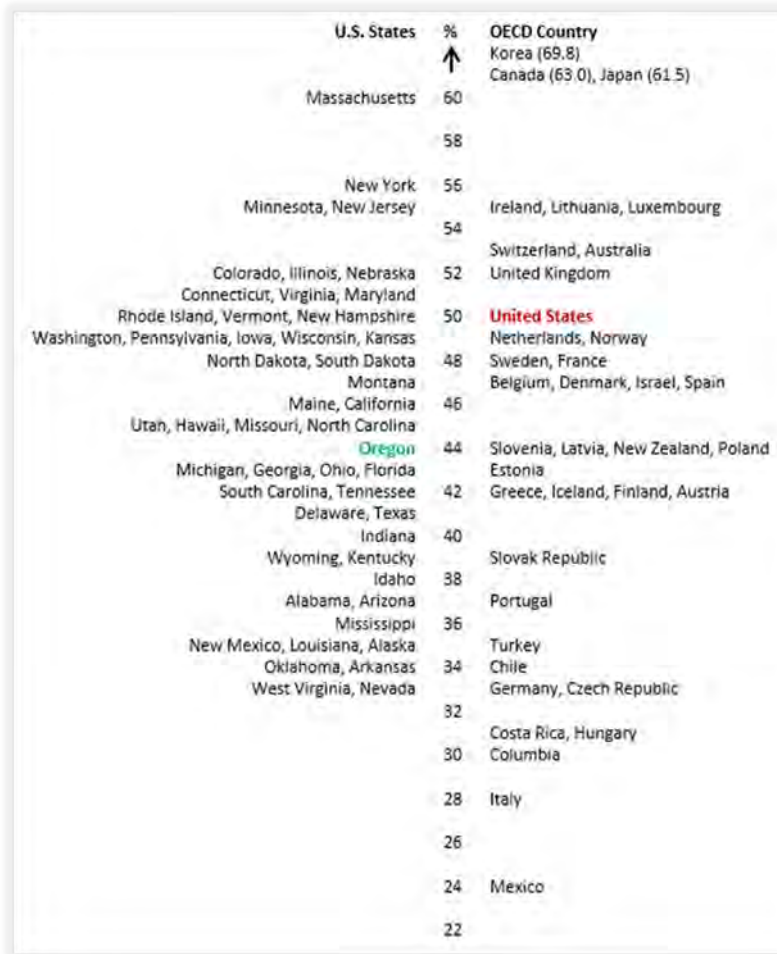 U.S. States % OECD Country
Korea (69.8)
Canada (63.0), Japan (61.5)
Massachusetts 60
58
New York 56
Minnesota, New Jersey Ireland, Lithuania, Luxembourg
54
Switzerland, Australia
Colorado, Illinois, Nebraska 52 United Kingdom
Connecticut, Virginia, Maryland
Rhode Island, Vermont, New Hampshire 50 United States
Washington, Pennsylvania, Iowa, Wisconsin, Kansas Netherlands, Norway
North Dakota, South Dakota 48 Sweden, France
Montana Belgium, Denmark, Israel, Spain
Maine, California 46
Utah, Hawaii, Missouri, North Carolina
Oregon 44 Slovenia, Latvia, New Zealand, Poland
Michigan, Georgia, Ohio, Florida Estonia
South Carolina, Tennessee 42 Greece, Iceland, Finland, Austria
Delaware, Texas
Indiana 40
Wyoming, Kentucky Slovak Republic
Idaho 38
Alabama, Arizona Portugal
Mississippi 36
New Mexico, Louisiana, Alaska Turkey
Oklahoma, Arkansas 34 Chile
West Virginia, Nevada Germany, Czech Republic
32
Costa Rica, Hungary
30 Columbia
28 Italy
26
24 Mexico
22